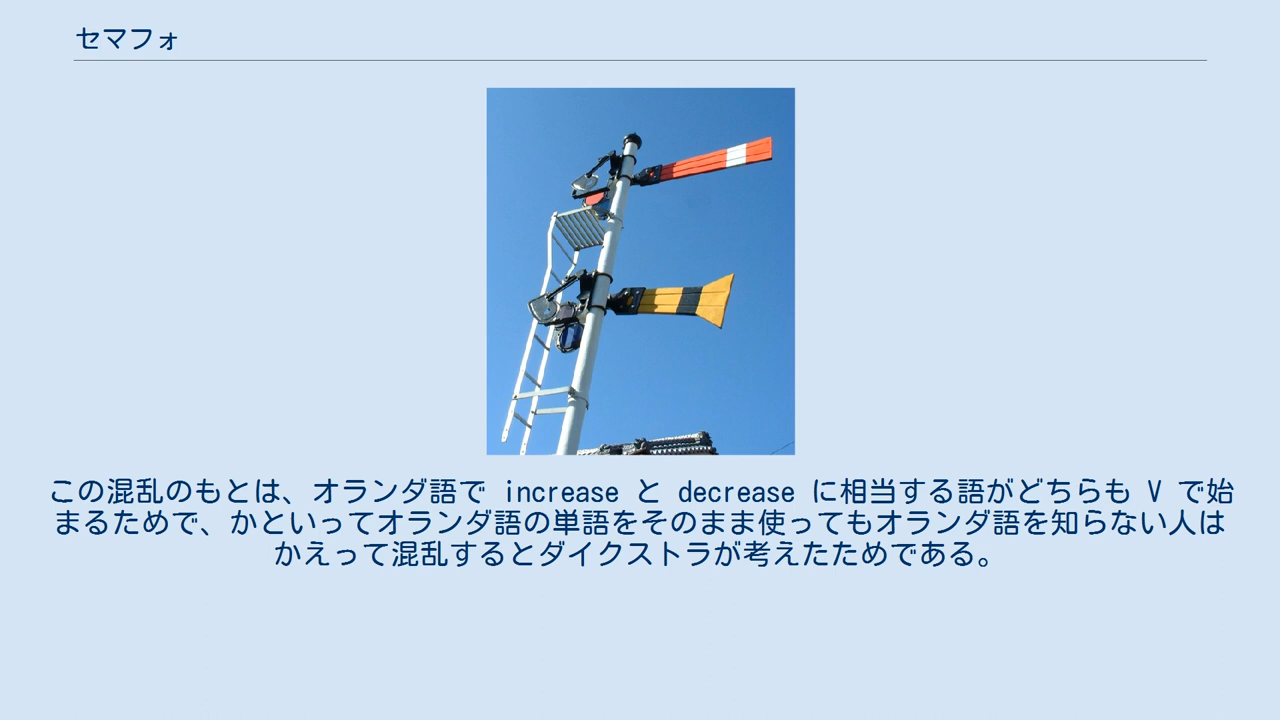 セマフォ
この混乱のもとは、オランダ語で increase と decrease に相当する語がどちらも V で始
まるためで、かといってオランダ語の単語をそのまま使ってもオランダ語を知らない人は
かえって混乱するとダイクストラが考えたためである。